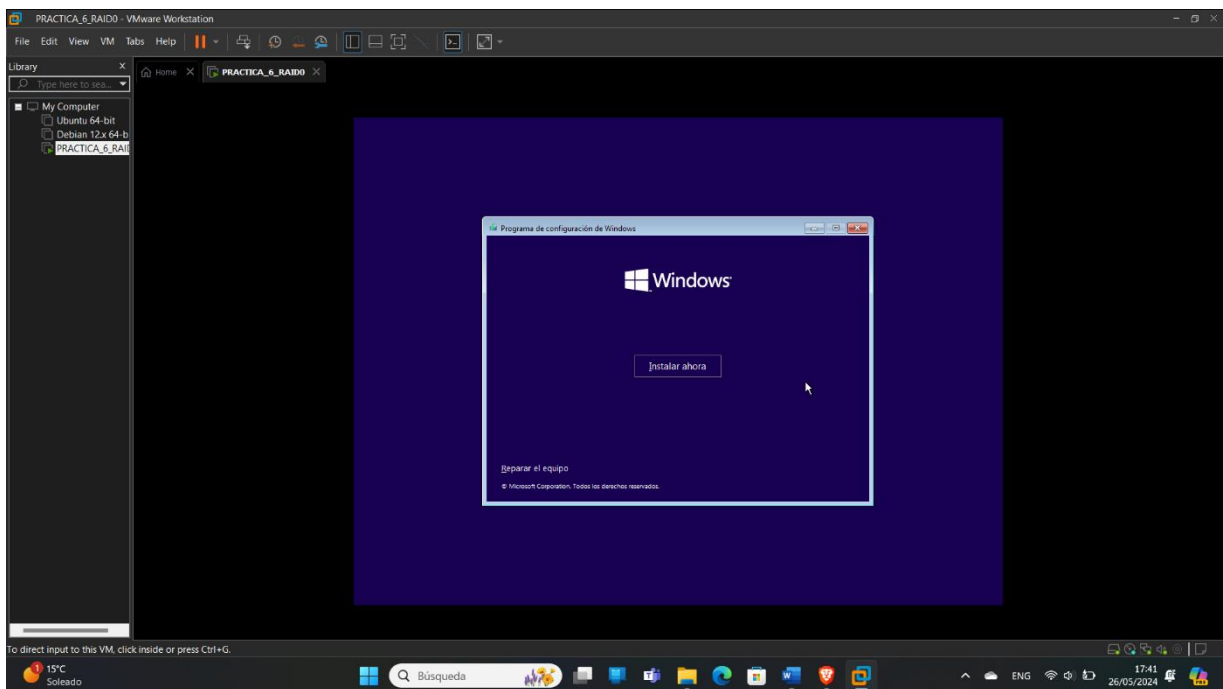 PRACTICA_6_RAID0 - VMware Workstation
File Edit View VM Tabs Help
Library X
Home X PRACTICA_6_RAID0 X
Type here to sea...
My Computer
Ubuntu 64-bit
Debian 12.x 64-b
PRACTICA_6_RAID
Programa de configuración de Windows
Windows
Instalar ahora
Reparar el equipo
© Microsoft Corporation. Todos los derechos reservados.
To direct input to this VM, click inside or press Ctrl+G.
1
15°C
Soleado
Búsqueda
ENG
17:41
26/05/2024